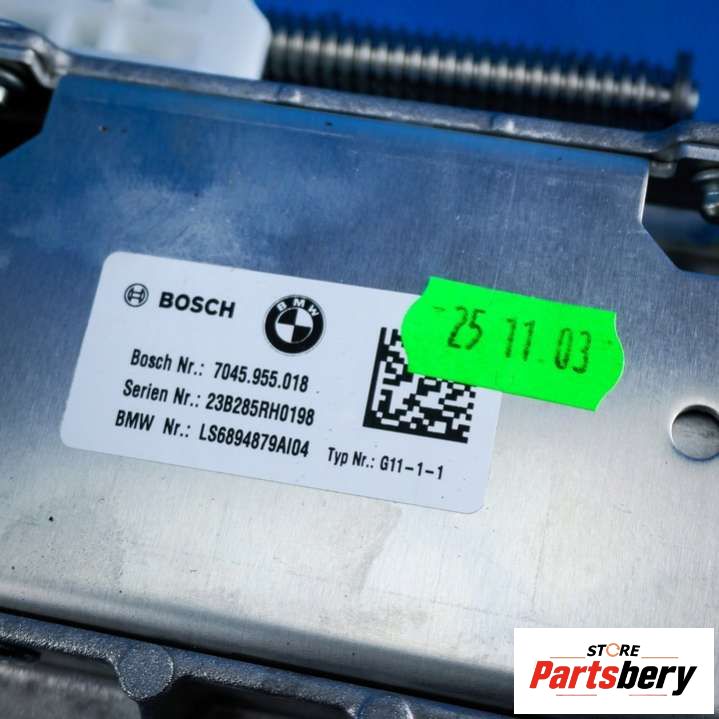 BOSCH
BMW
25 11.03
Bosch Nr.: 7045.955.018
Serien Nr.: 23B285RH0198
BMW Nr.: LS6894879AI04
Typ Nr.: G11-1-1
STORE
Partsbery